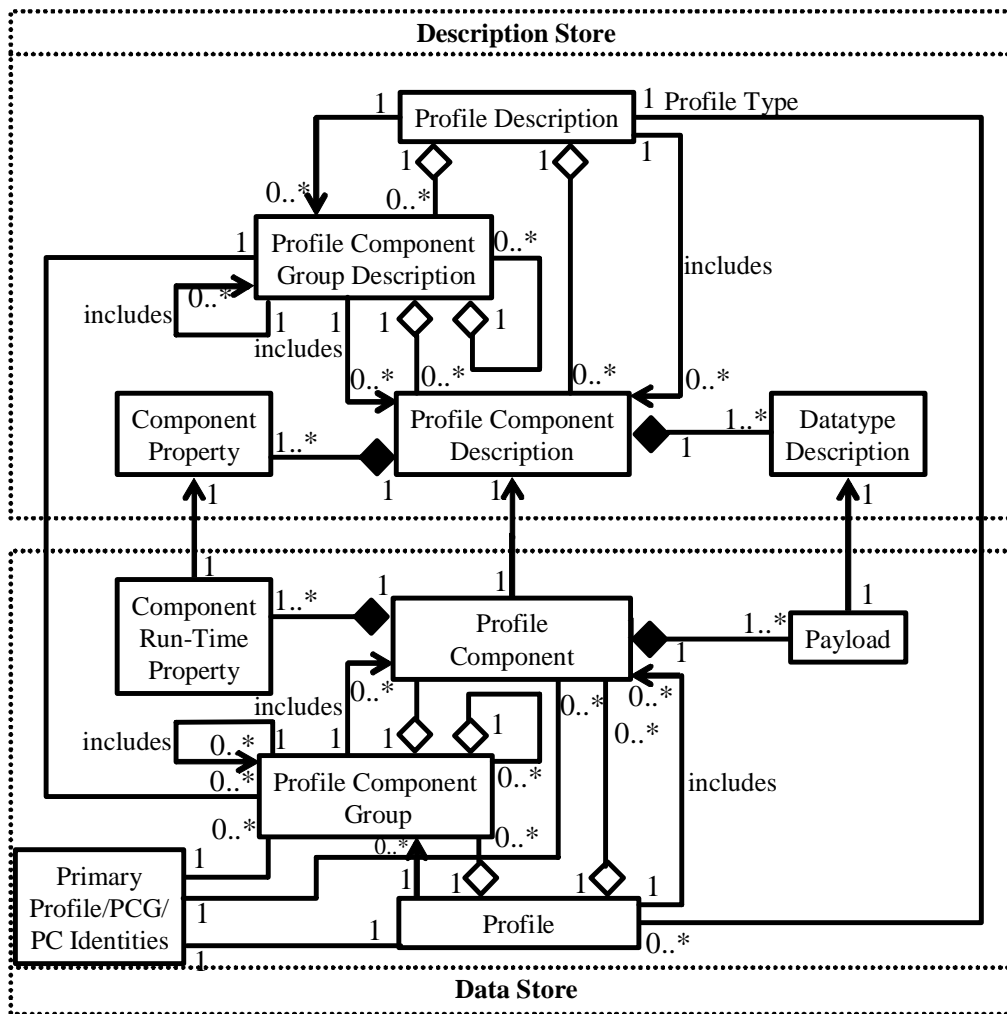 Description Store
1
Profile Description
1
Profile Type
1
1
1
0..*
0..*
1
Profile Component
Group Description
0..*
includes
0..*
includes
1
1
includes
1
1
0..*
0..*
0..*
0..*
Component
Property
1..*
Profile Component
Description
1..*
Datatype
Description
1
1
1
1
1
1
1
1
Component
Run-Time
Property
1..*
1
Profile
Component
1..*
Payload
1
includes
0..*
0..*
0..*
0..*
includes
0..*
1
1
1
1
0..*
Profile Component
Group
0..*
includes
0..*
0..*
0..*
Primary
Profile/PCG/
PC Identities
1
1
1
1
1
1
1
Profile
1
0..*
Data Store